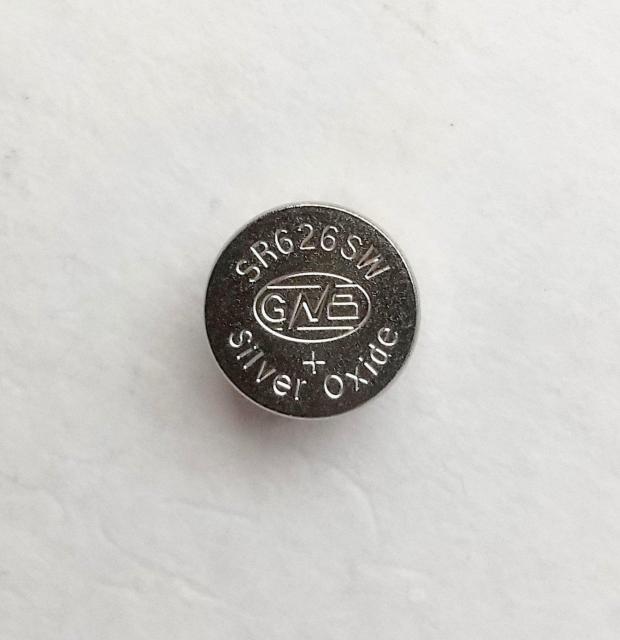 SR626SW
GNB
+
Silver Oxide